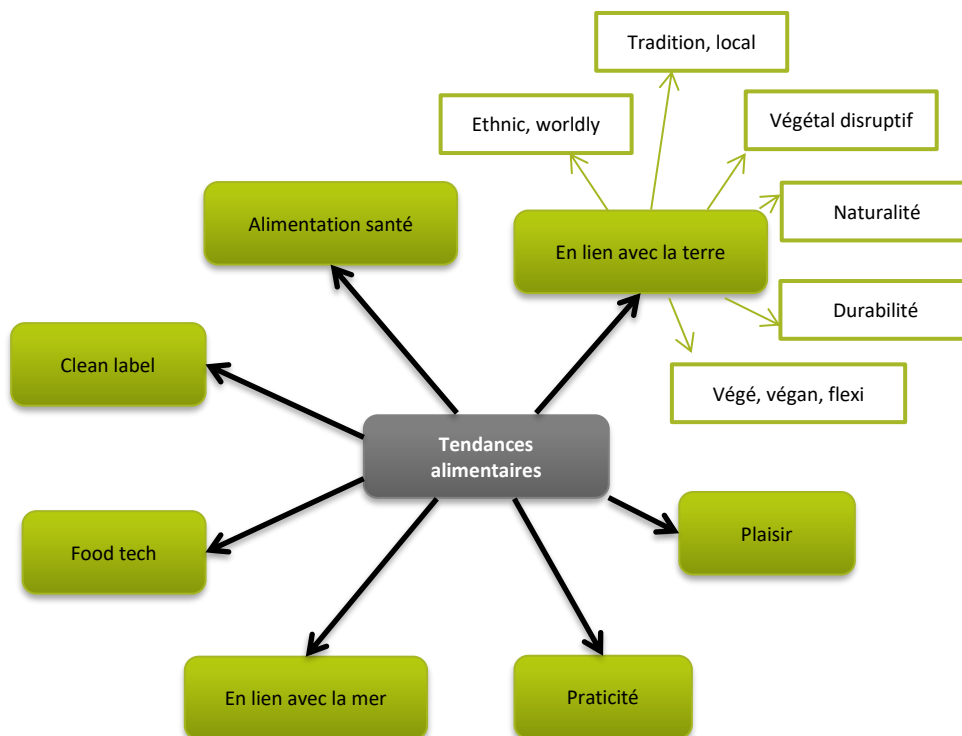 Tradition, local
Ethnic, worldly
Végétal disruptif
Alimentation santé
En lien avec la terre
Naturalité
Durabilité
Clean label
Végé, végan, flexi
Tendances
alimentaires
Food tech
Plaisir
En lien avec la mer
Praticité